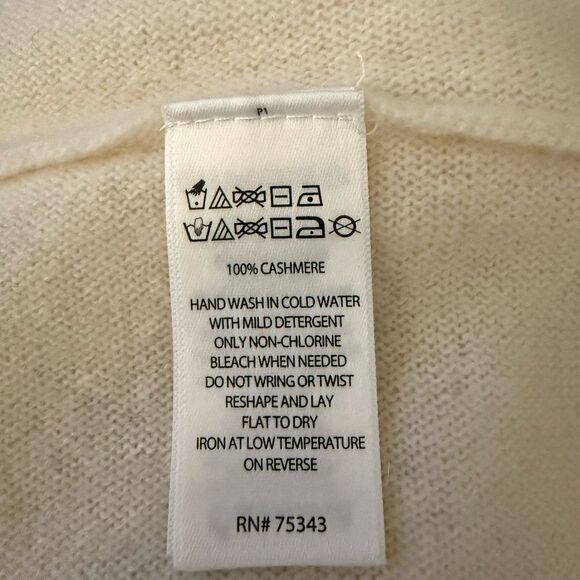 P1
100% CASHMERE
HAND WASH IN COLD WATER
WITH MILD DETERGENT
ONLY NON-CHLORINE
BLEACH WHEN NEEDED
DO NOT WRING OR TWIST
RESHAPE AND LAY
FLAT TO DRY
IRON AT LOW TEMPERATURE
ON REVERSE
RN# 75343